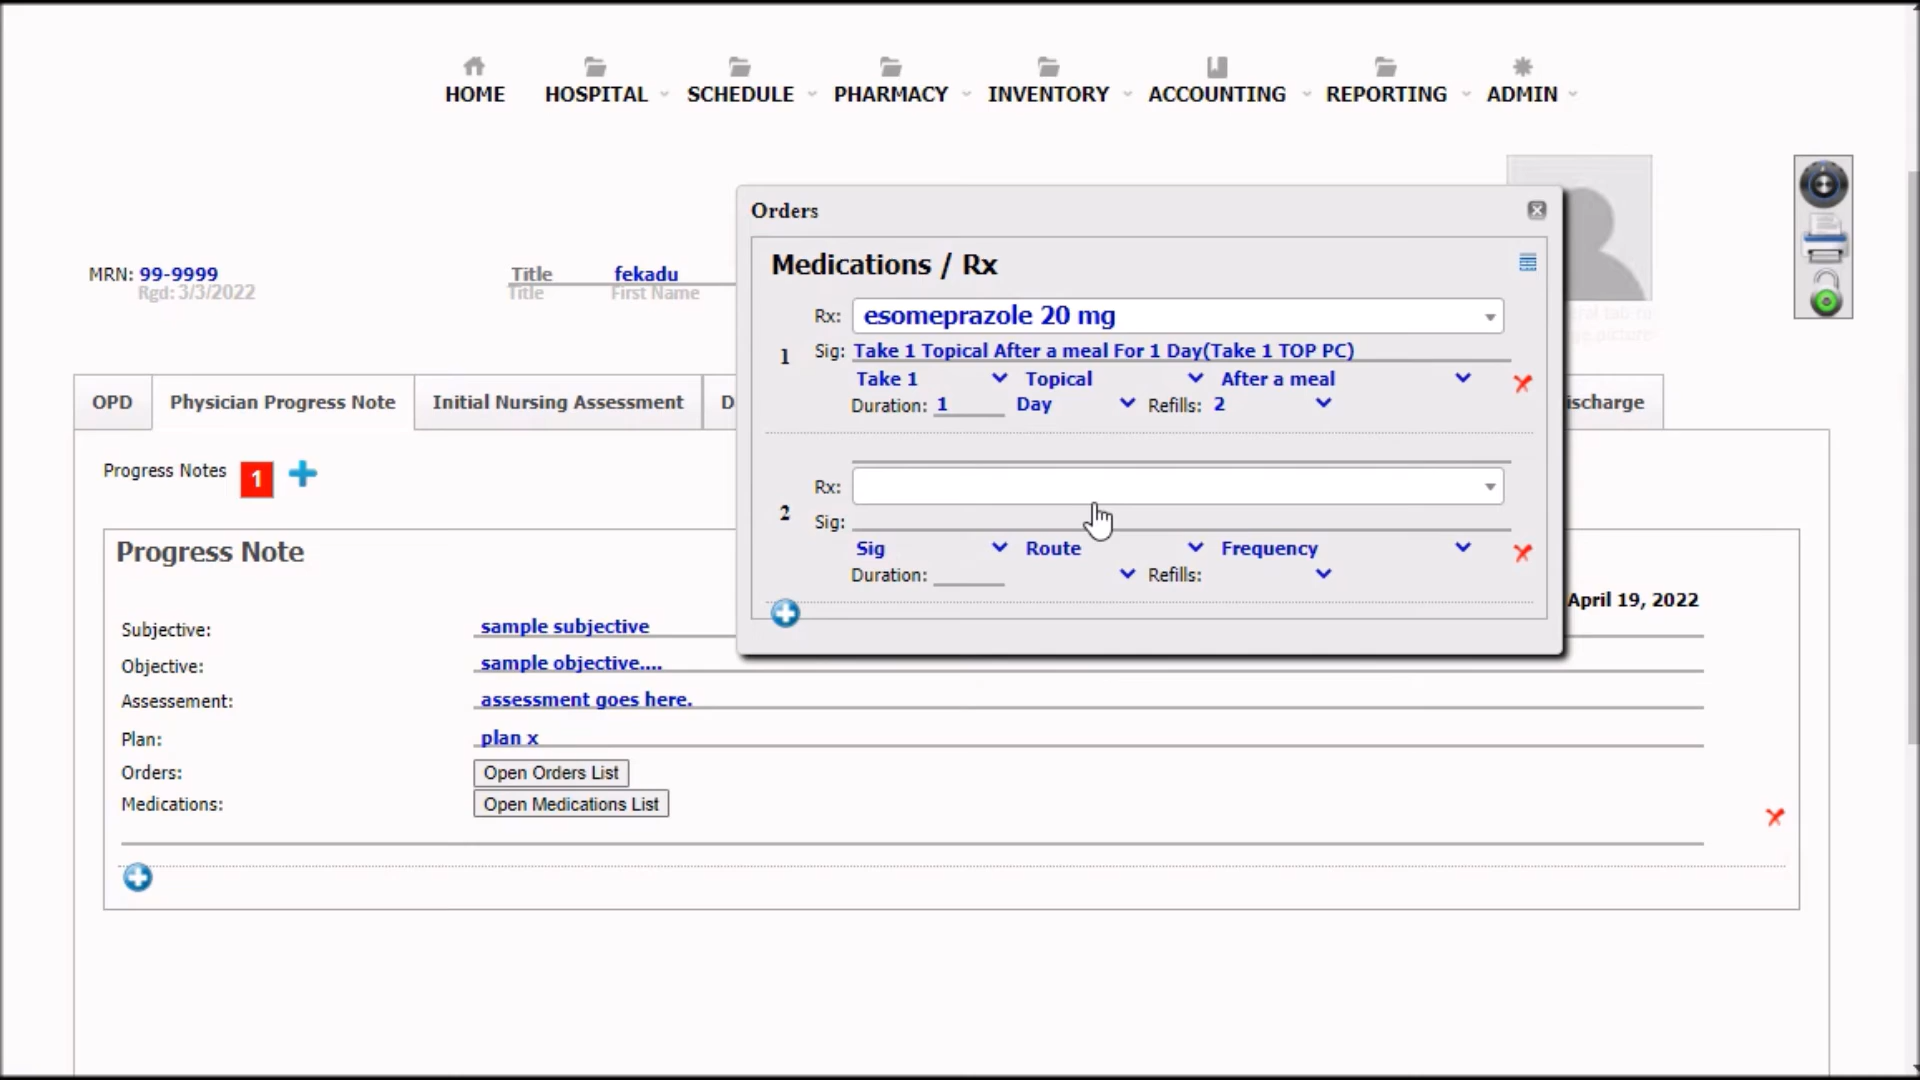 HOME HOSPITAL SCHEDULE PHARMACY INVENTORY ACCOUNTING REPORTING ADMIN
MRN: 99-9999
Rgd: 3/3/2022
Title fekadu
Title First Name
OPD Physician Progress Note Initial Nursing Assessment D ischarge
Progress Notes 1
Progress Note
April 19, 2022
Subjective: sample subjective
Objective: sample objective....
Assessement: assessment goes here.
Plan: plan x
Orders: Open Orders List
Medications: Open Medications List
Orders
Medications / Rx
1
Rx: esomeprazole 20 mg
Sig: Take 1 Topical After a meal For 1 Day(Take 1 TOP PC)
Take 1 Topical After a meal
Duration: 1 Day Refills: 2
2
Rx:
Sig:
Sig Route Frequency
Duration: Refills: